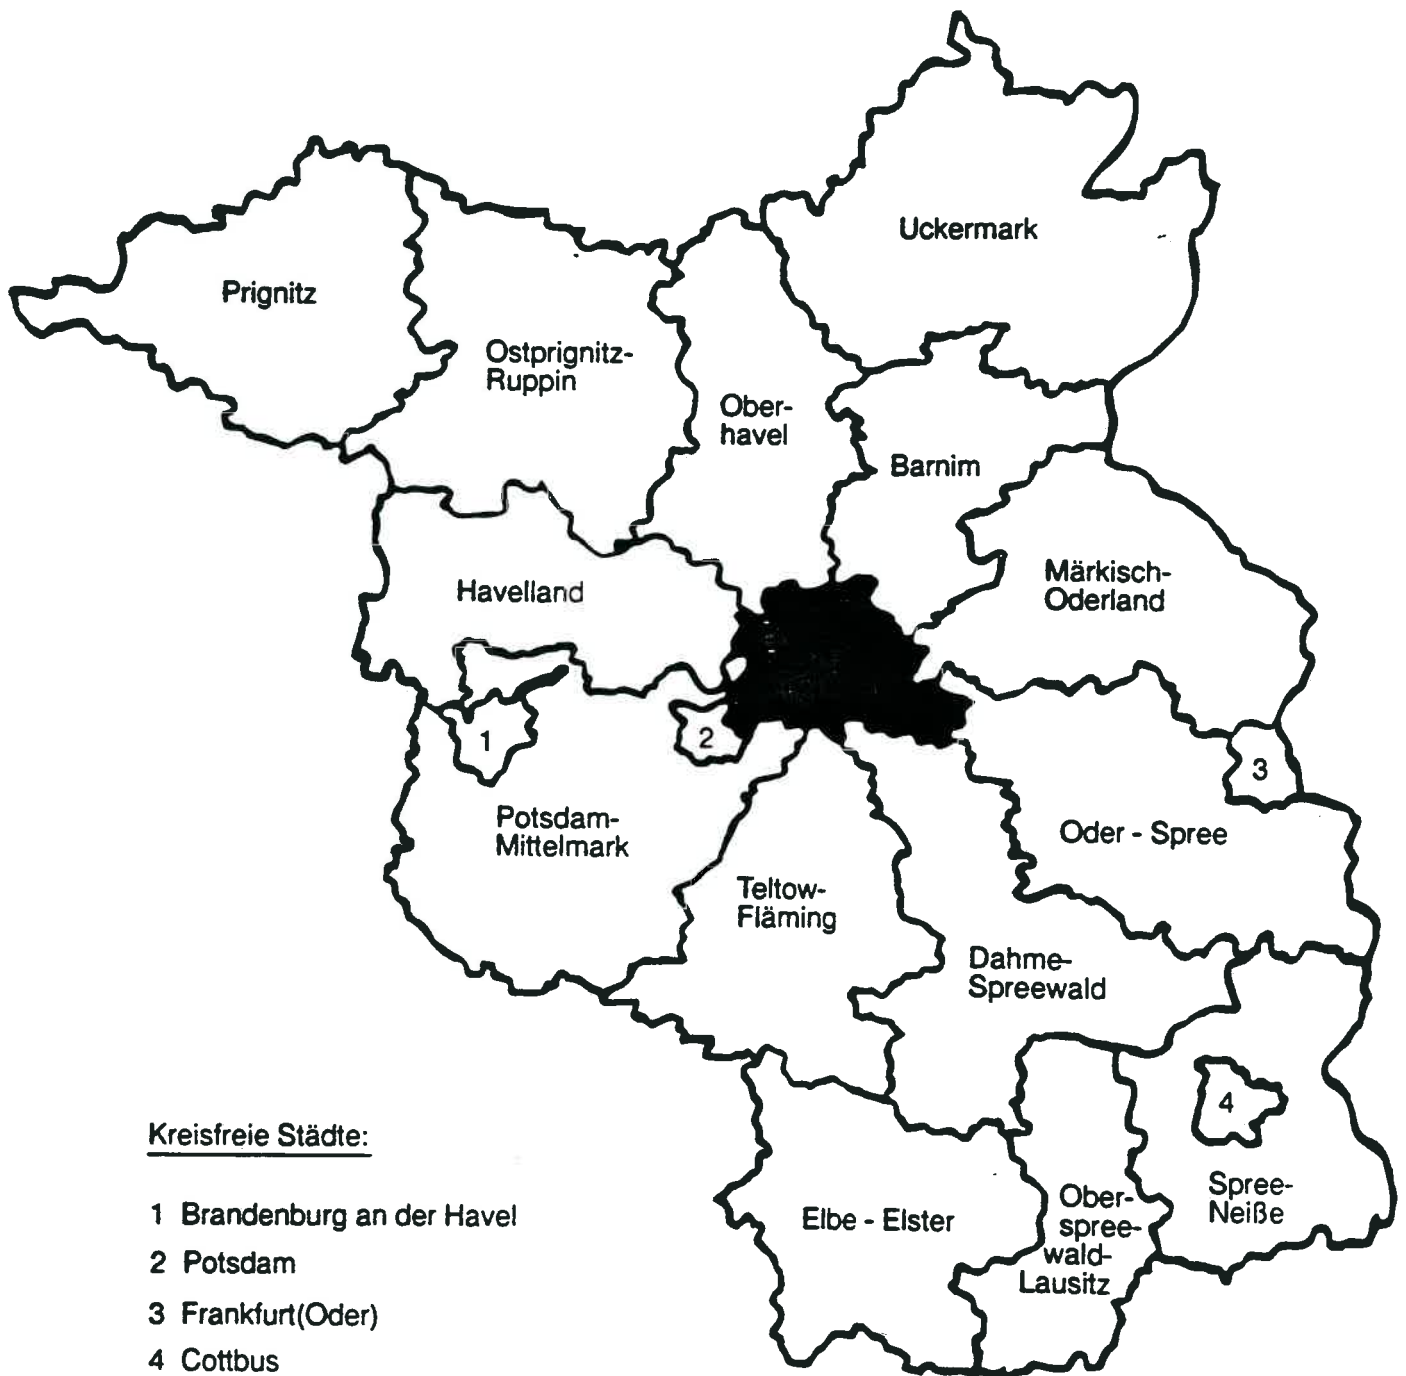 Uckermark
Prignitz
Ostprignitz-
Ruppin
Ober-
havel
Barnim
Märkisch-
Oderland
Havelland
1
2
3
Potsdam-
Mittelmark
Oder - Spree
Teltow-
Fläming
Dahme-
Spreewald
4
Spree-
Neiße
Elbe - Elster
Ober-
spree-
wald-
Lausitz
Kreisfreie Städte:
1 Brandenburg an der Havel
2 Potsdam
3 Frankfurt(Oder)
4 Cottbus